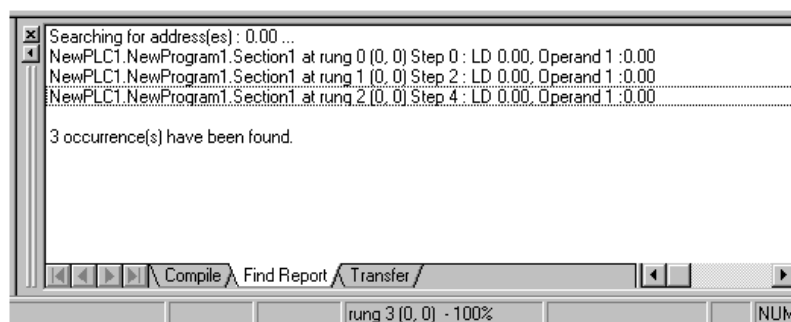 Searching for address(es) : 0.00 ...
NewPLC1.NewProgram1.Section1 at rung 0 (0, 0) Step 0 : LD 0.00, Operand 1 :0.00
NewPLC1.NewProgram1.Section1 at rung 1 (0, 0) Step 2 : LD 0.00, Operand 1 :0.00
NewPLC1.NewProgram1.Section1 at rung 2 (0, 0) Step 4 : LD 0.00, Operand 1 :0.00
3 occurrence(s) have been found.
Compile Find Report Transfer
rung 3 (0, 0) - 100% NUM